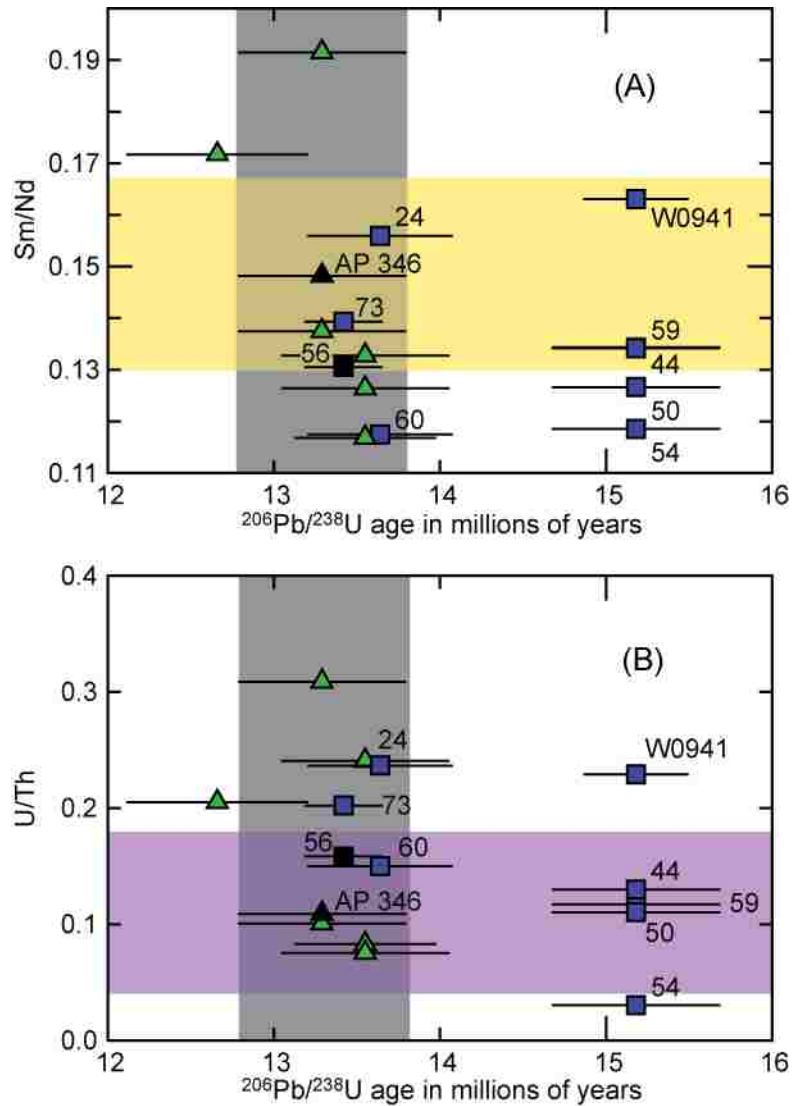 (A)
0.19
0.17
0.15
0.13
0.11
Sm/Nd
24
W0941
AP 346
73
59
56
44
60
50
54
12 13 14 15 16
²⁰⁶Pb/²³⁸U age in millions of years
(B)
0.4
0.3
0.2
0.1
0.0
U/Th
24
W0941
73
56
60
44
AP 346
59
50
54
12 13 14 15 16
²⁰⁶Pb/²³⁸U age in millions of years